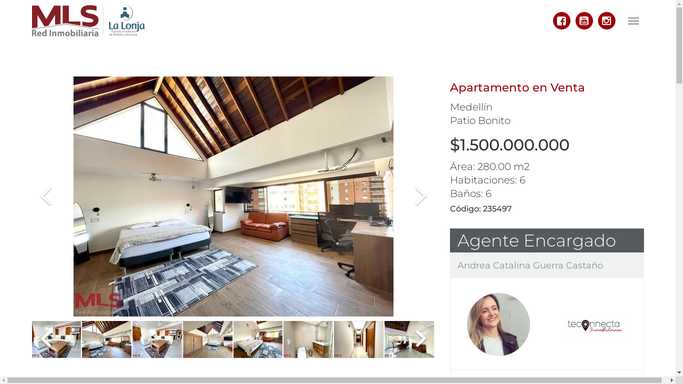 MLS
Red Inmobiliaria
La Lonja
Apartamento en Venta
Medellín
Patio Bonito
$1.500.000.000
Área: 280.00 m2
Habitaciones: 6
Baños: 6
Código: 235497
Agente Encargado
Andrea Catalina Guerra Castaño
MLS
teconnecta